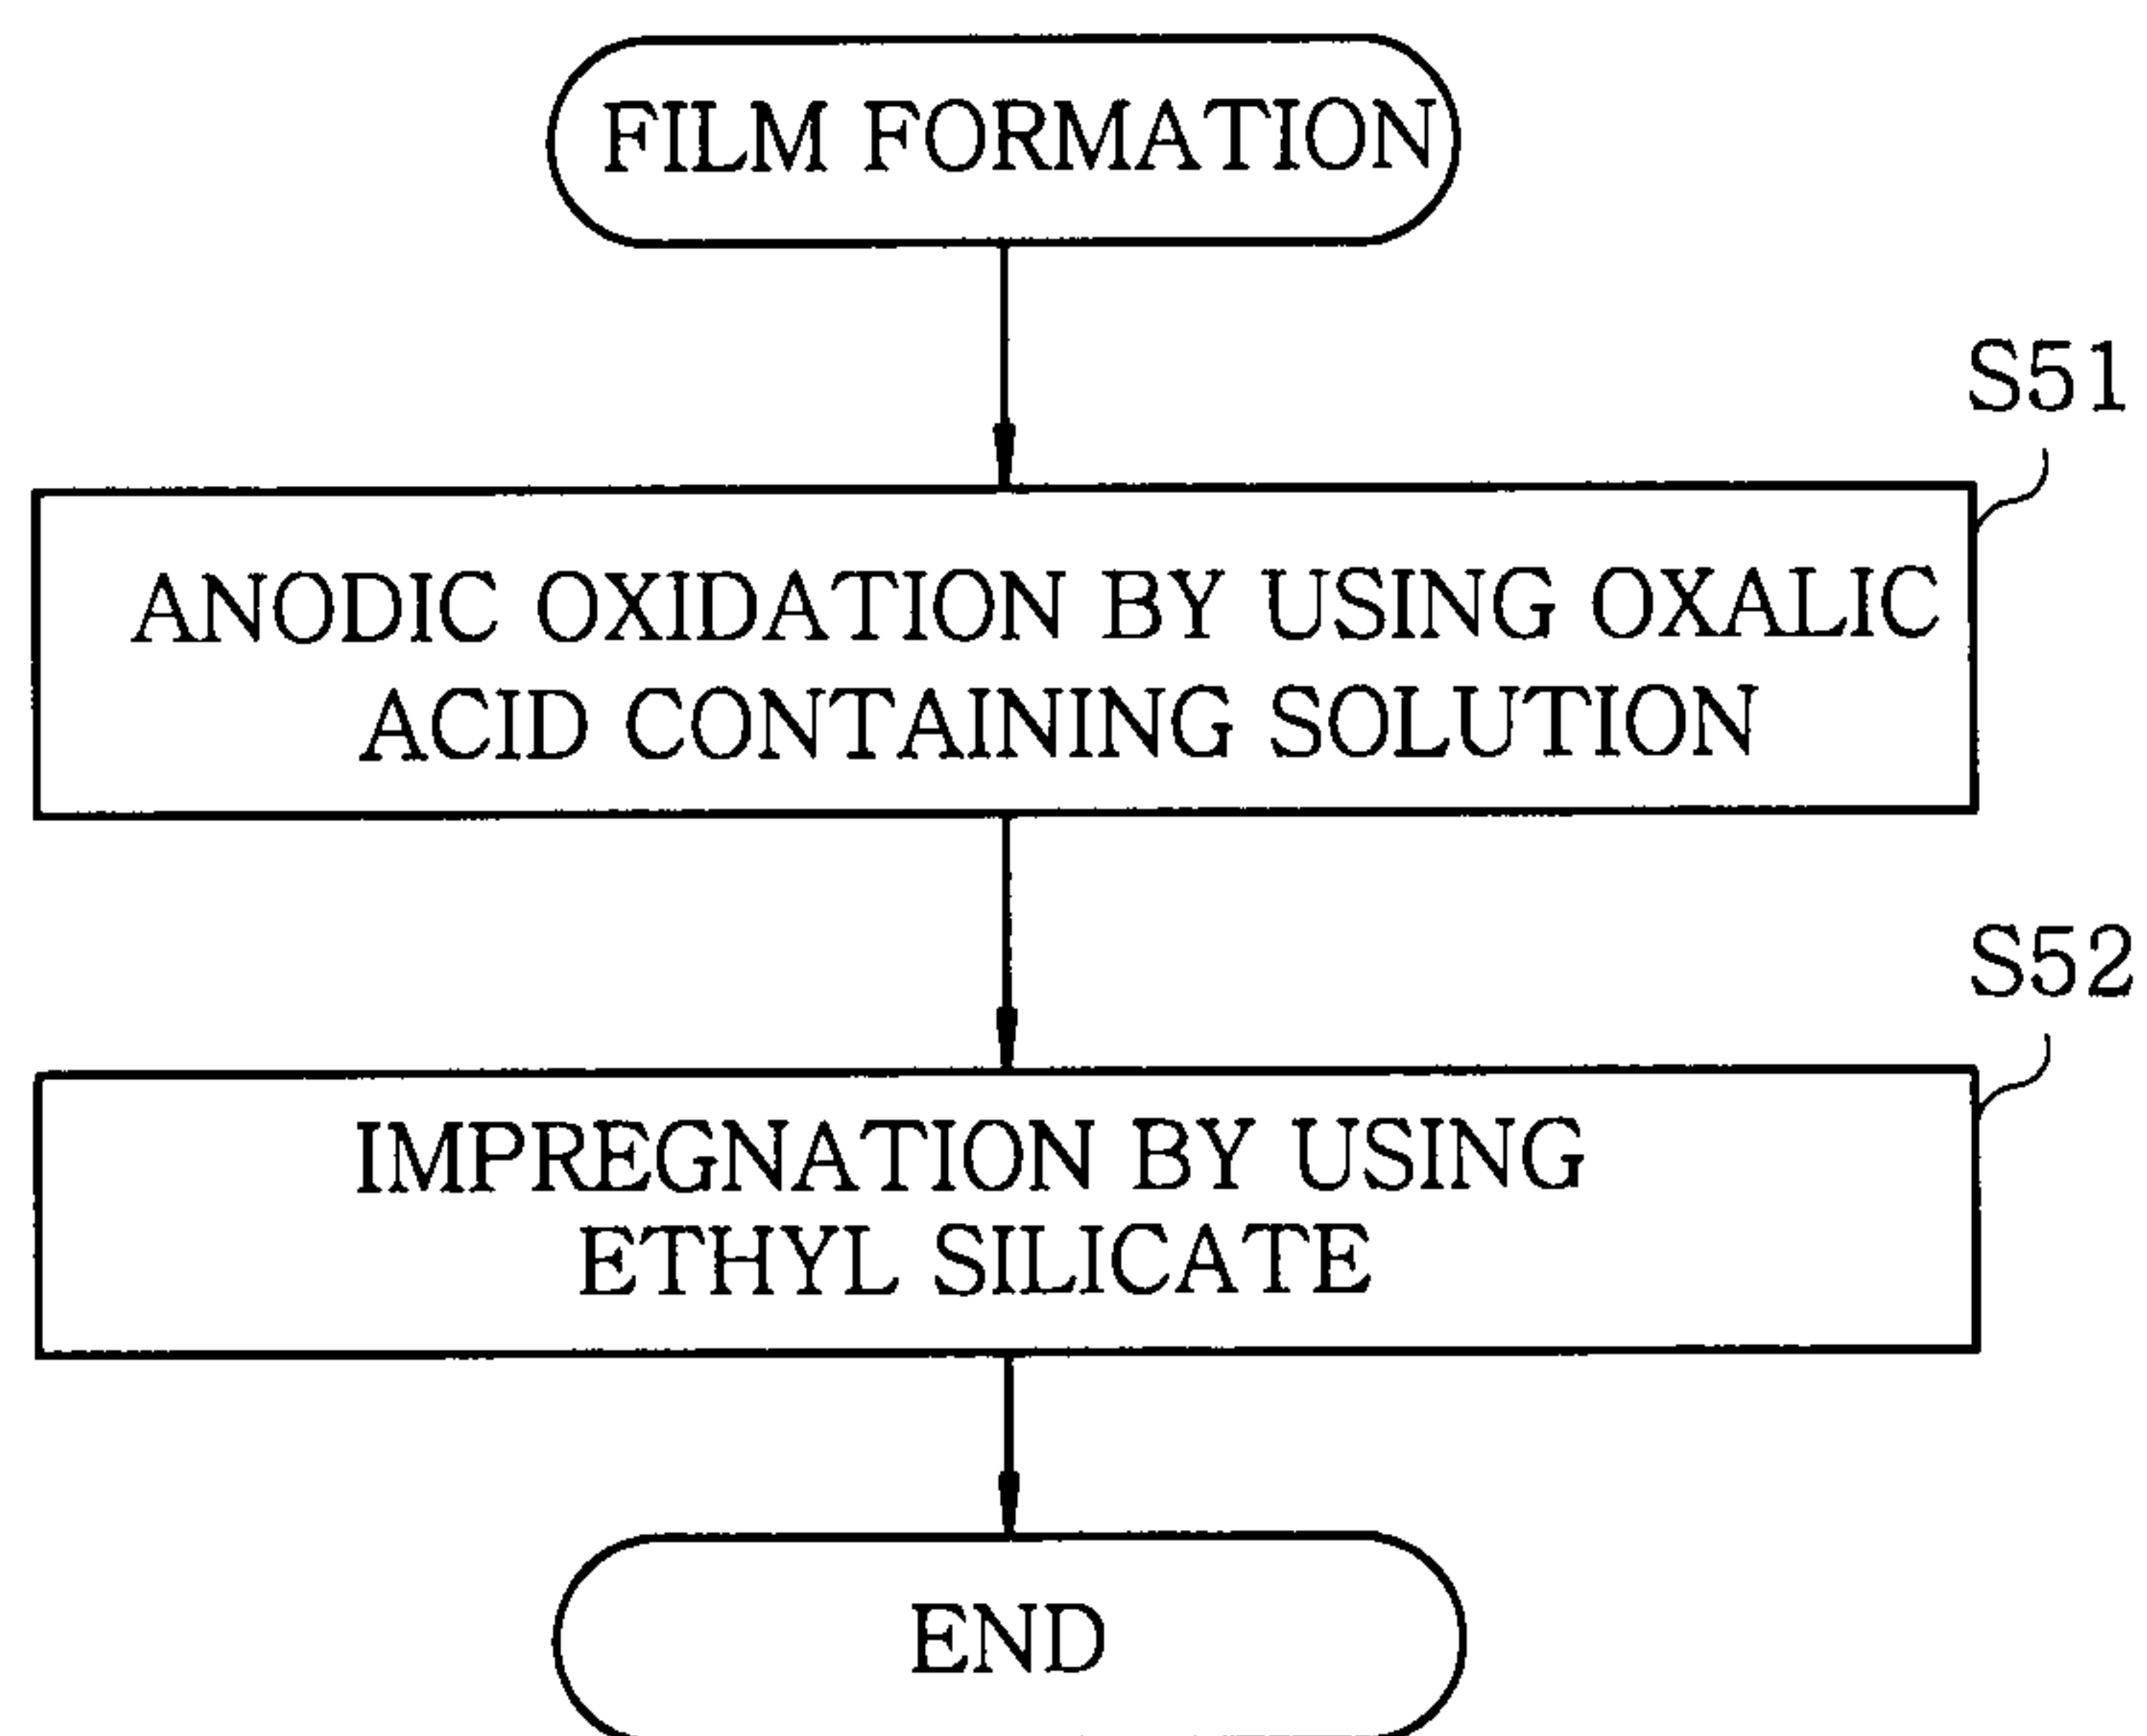 FILM FORMATION
S51
ANODIC OXIDATION BY USING OXALIC
ACID CONTAINING SOLUTION
S52
IMPREGNATION BY USING
ETHYL SILICATE
END